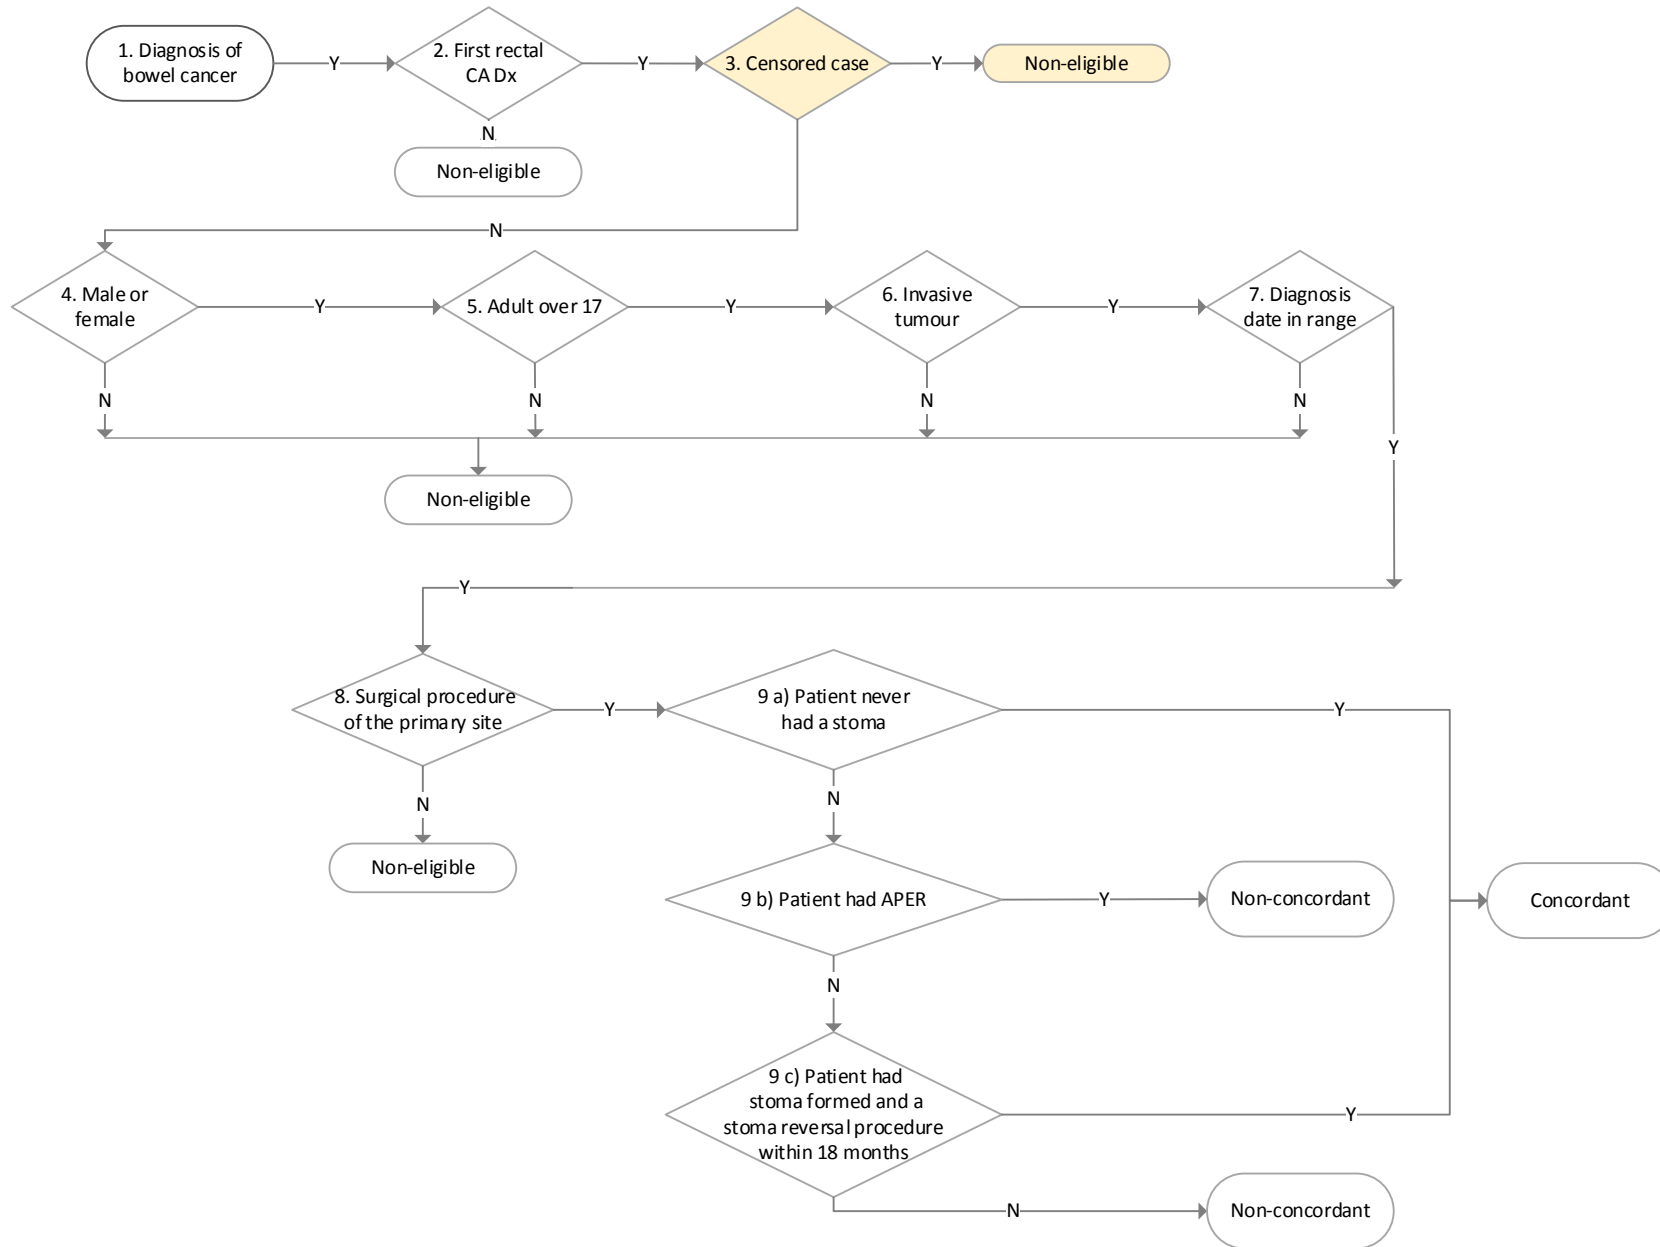 1. Diagnosis of
bowel cancer
Y
2. First rectal
CA Dx
Y
3. Censored case
Y
Non-eligible
N
Non-eligible
N
4. Male or
female
Y
5. Adult over 17
Y
6. Invasive
tumour
Y
7. Diagnosis
date in range
N
N
N
N
Y
Non-eligible
Y
8. Surgical procedure
of the primary site
Y
9 a) Patient never
had a stoma
Y
N
N
Non-eligible
9 b) Patient had APER
Y
Non-concordant
Concordant
N
9 c) Patient had
stoma formed and a
stoma reversal procedure
within 18 months
Y
N
Non-concordant